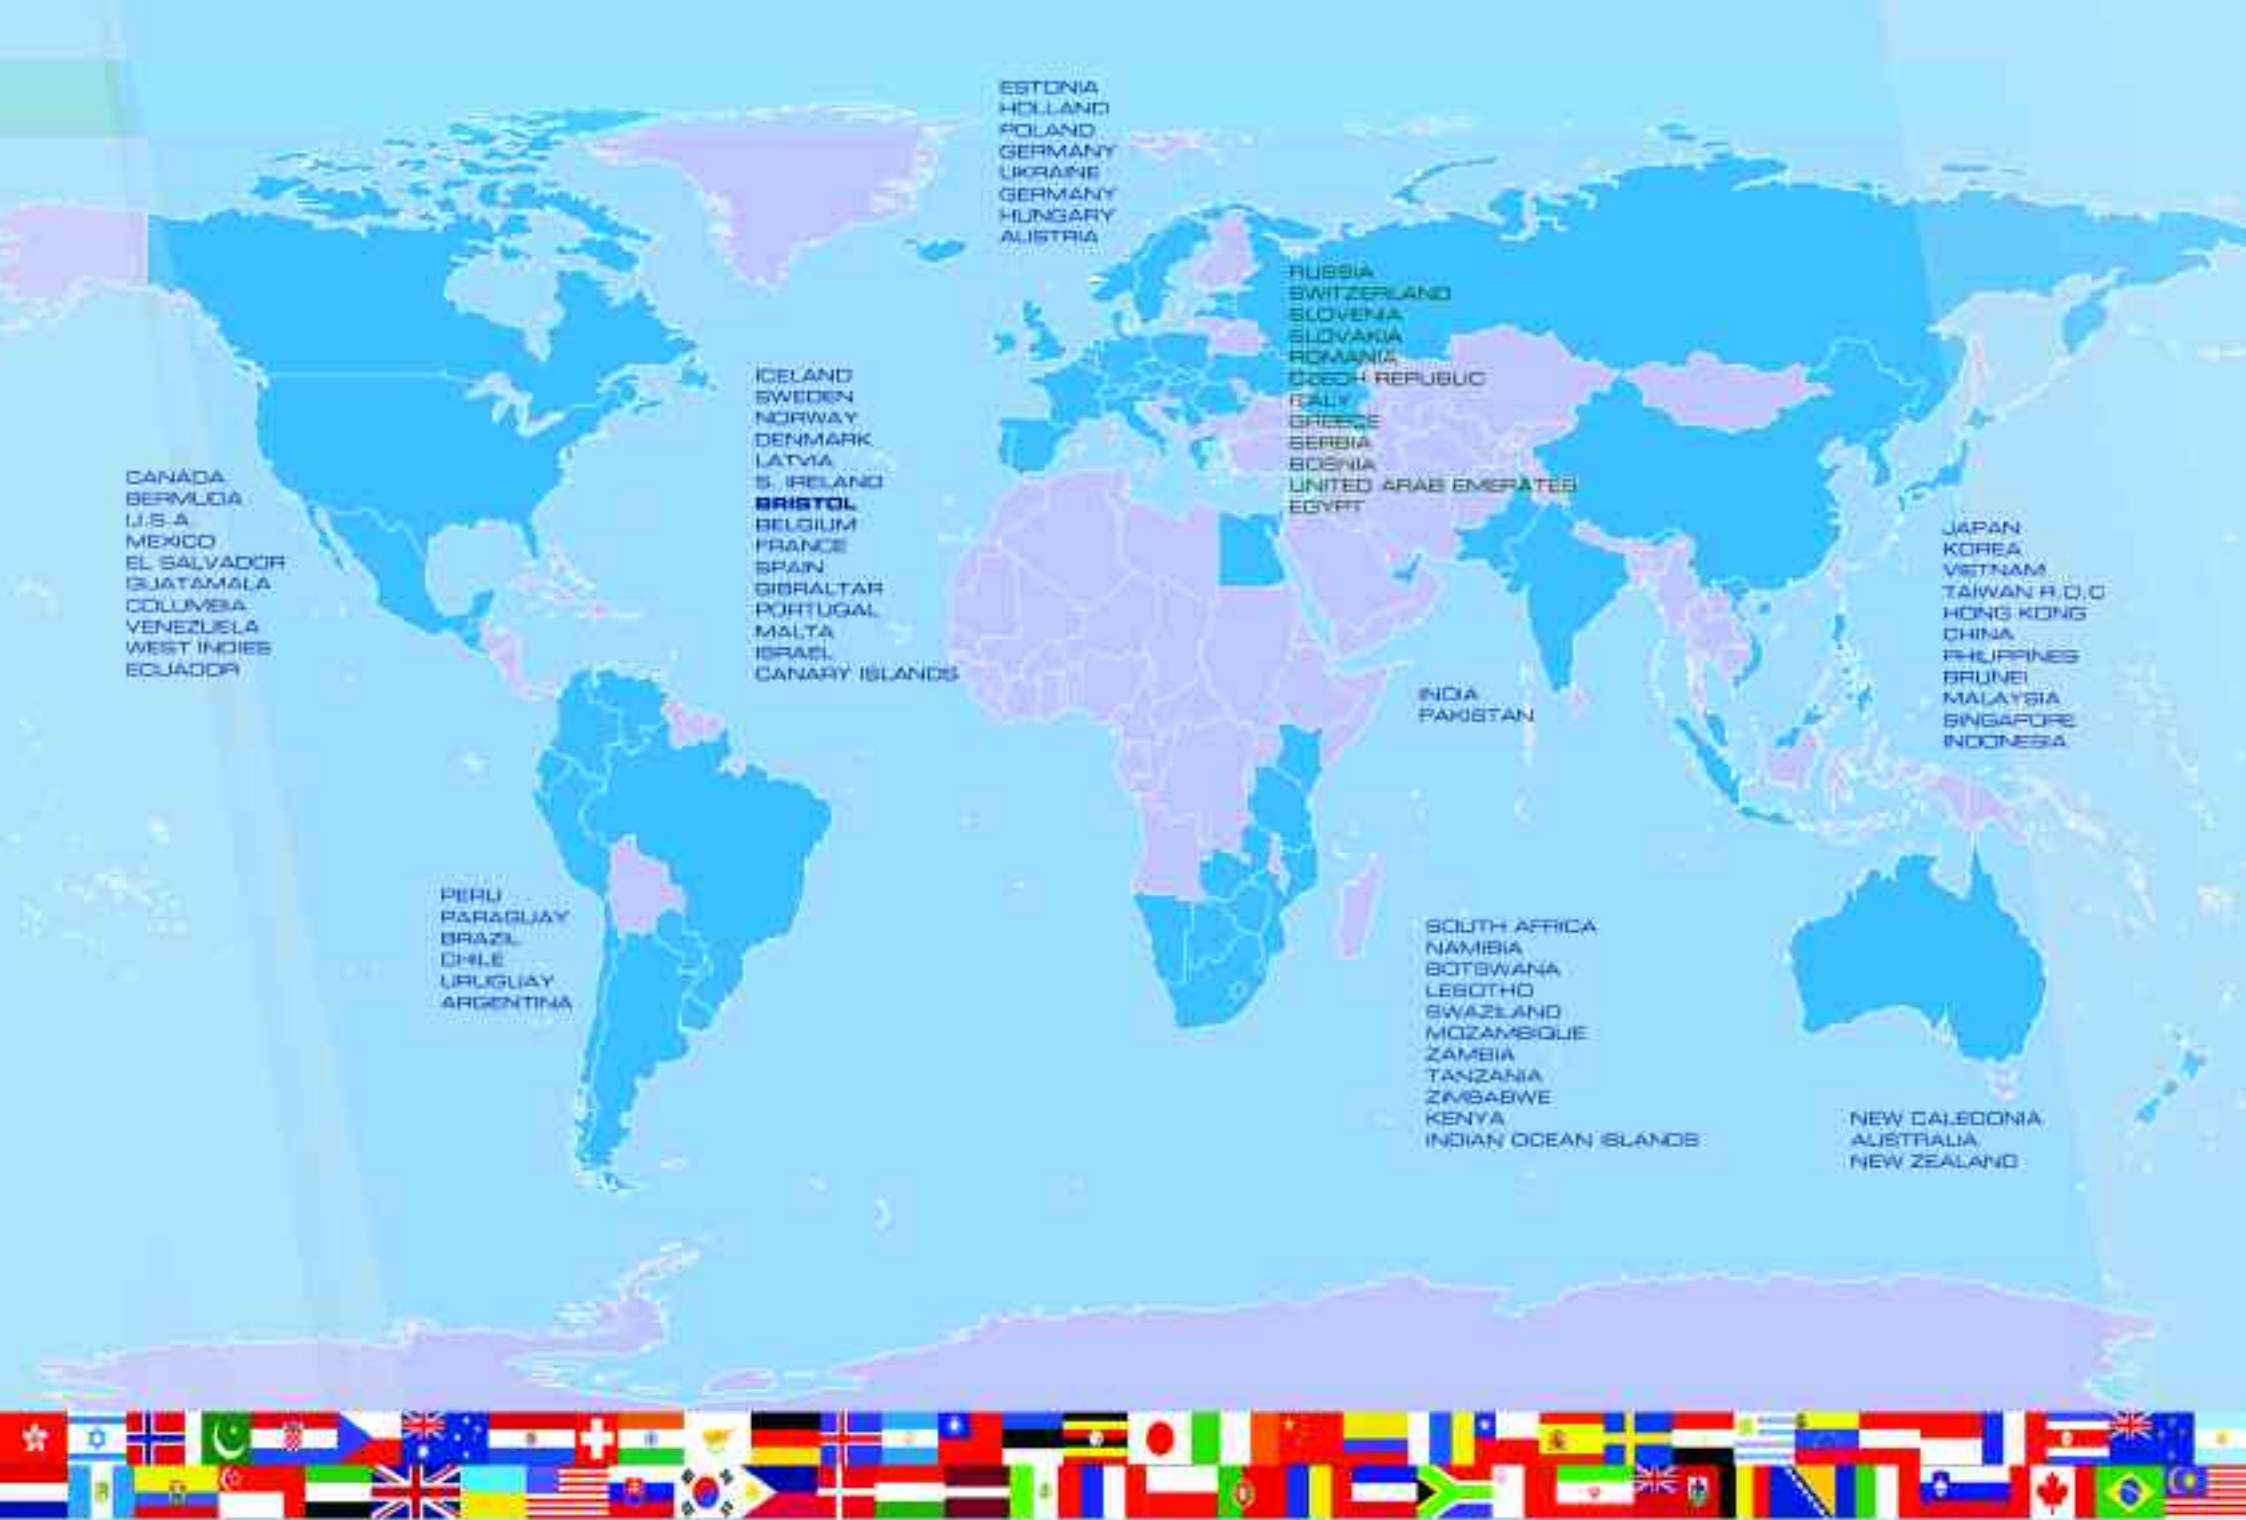 ESTONIA
HOLLAND
POLAND
GERMANY
UKRAINE
GERMANY
HUNGARY
AUSTRIA
RUSSIA
SWITZERLAND
SLOVENIA
SLOVAKIA
ROMANIA
CZECH REPUBLIC
ITALY
GREECE
SERBIA
BOSNIA
UNITED ARAB EMERATES
EGYPT
ICELAND
SWEDEN
NORWAY
DENMARK
LATVIA
S. IRELAND
BRISTOL
BELGIUM
FRANCE
SPAIN
GIBRALTAR
PORTUGAL
MALTA
ISRAEL
CANARY ISLANDS
CANADA
BERMUDA
U.S.A.
MEXICO
EL SALVADOR
GUATAMALA
COLUMBIA
VENEZUELA
WEST INDIES
ECUADOR
JAPAN
KOREA
VIETNAM
TAIWAN R.O.C
HONG KONG
CHINA
PHILIPPINES
BRUNEI
MALAYSIA
SINGAPORE
INDONESIA
INDIA
PAKISTAN
PERU
PARAGUAY
BRAZIL
CHILE
URUGUAY
ARGENTINA
SOUTH AFRICA
NAMIBIA
BOTSWANA
LESOTHO
SWAZILAND
MOZAMBIQUE
ZAMBIA
TANZANIA
ZIMBABWE
KENYA
INDIAN OCEAN ISLANDS
NEW CALEDONIA
AUSTRALIA
NEW ZEALAND